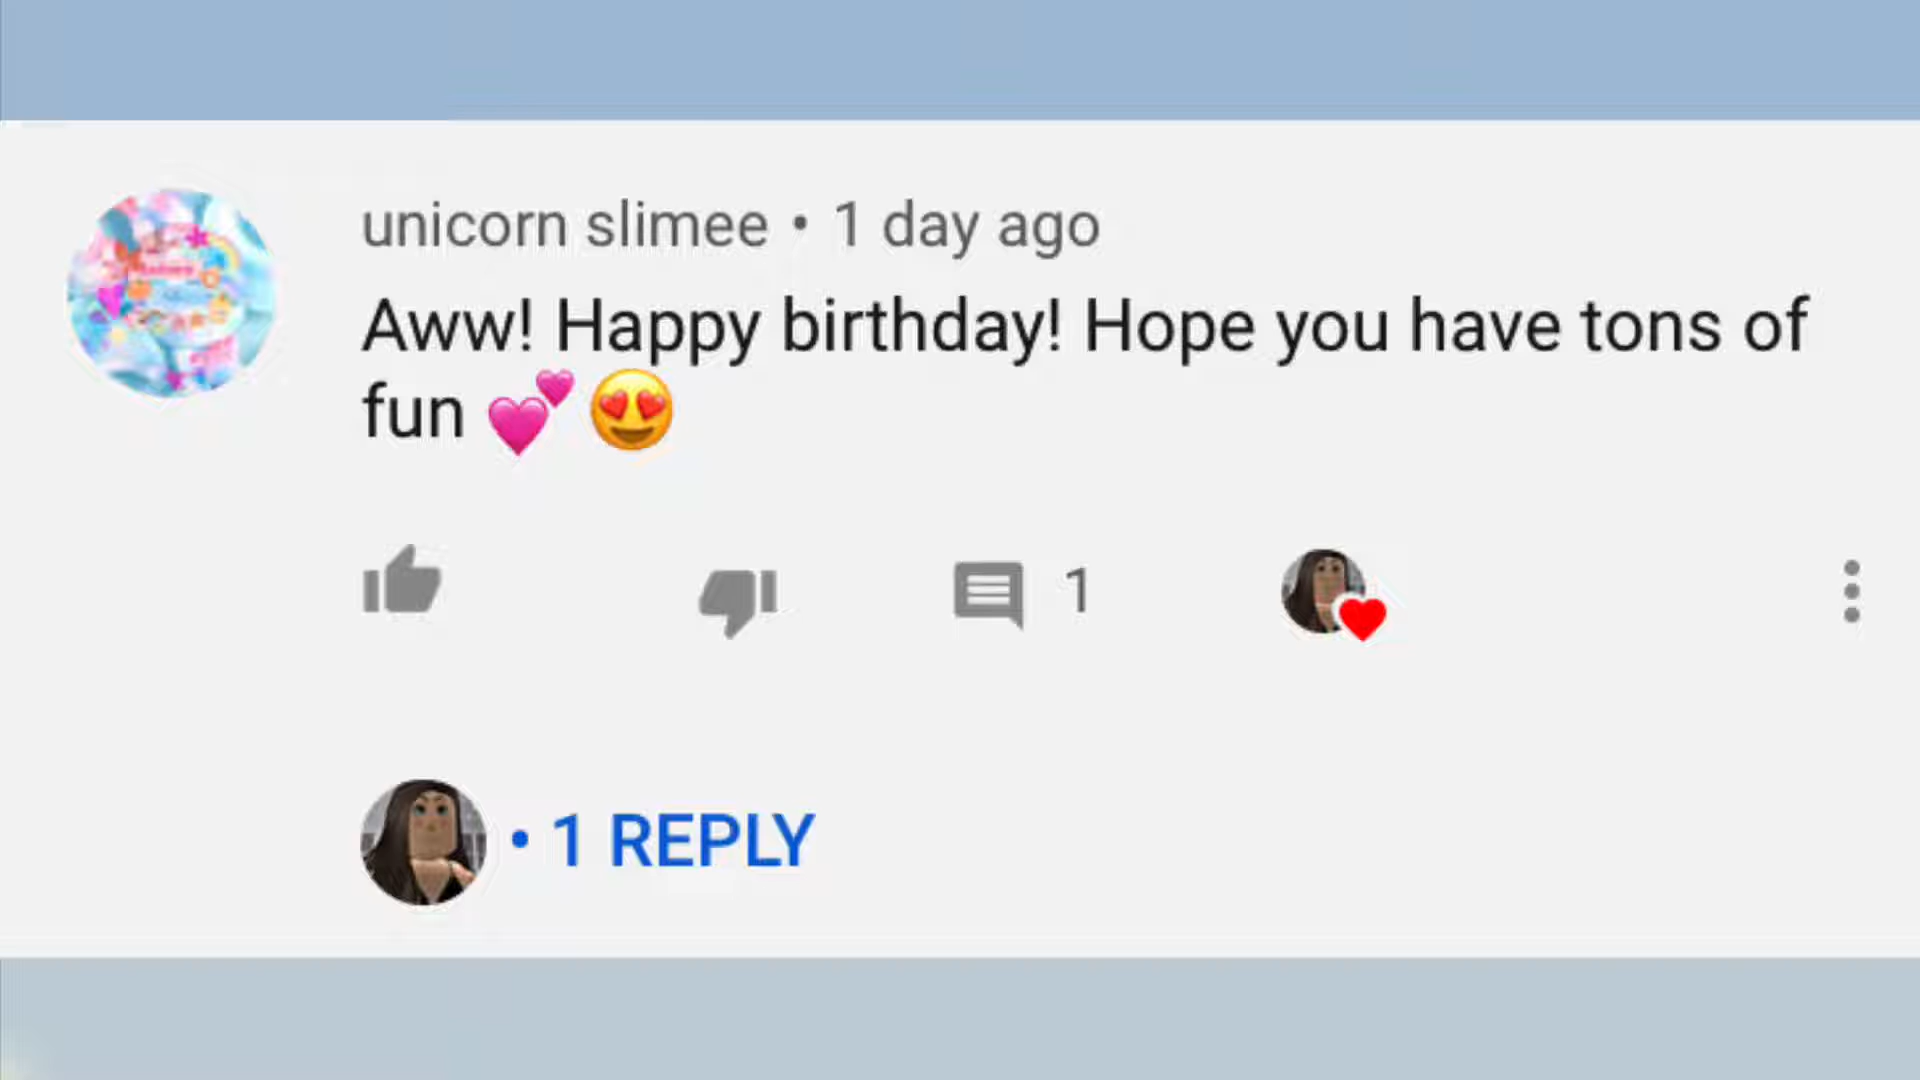 unicorn slimee • 1 day ago
Aww! Happy birthday! Hope you have tons of
fun 💕 😍
1
• 1 REPLY